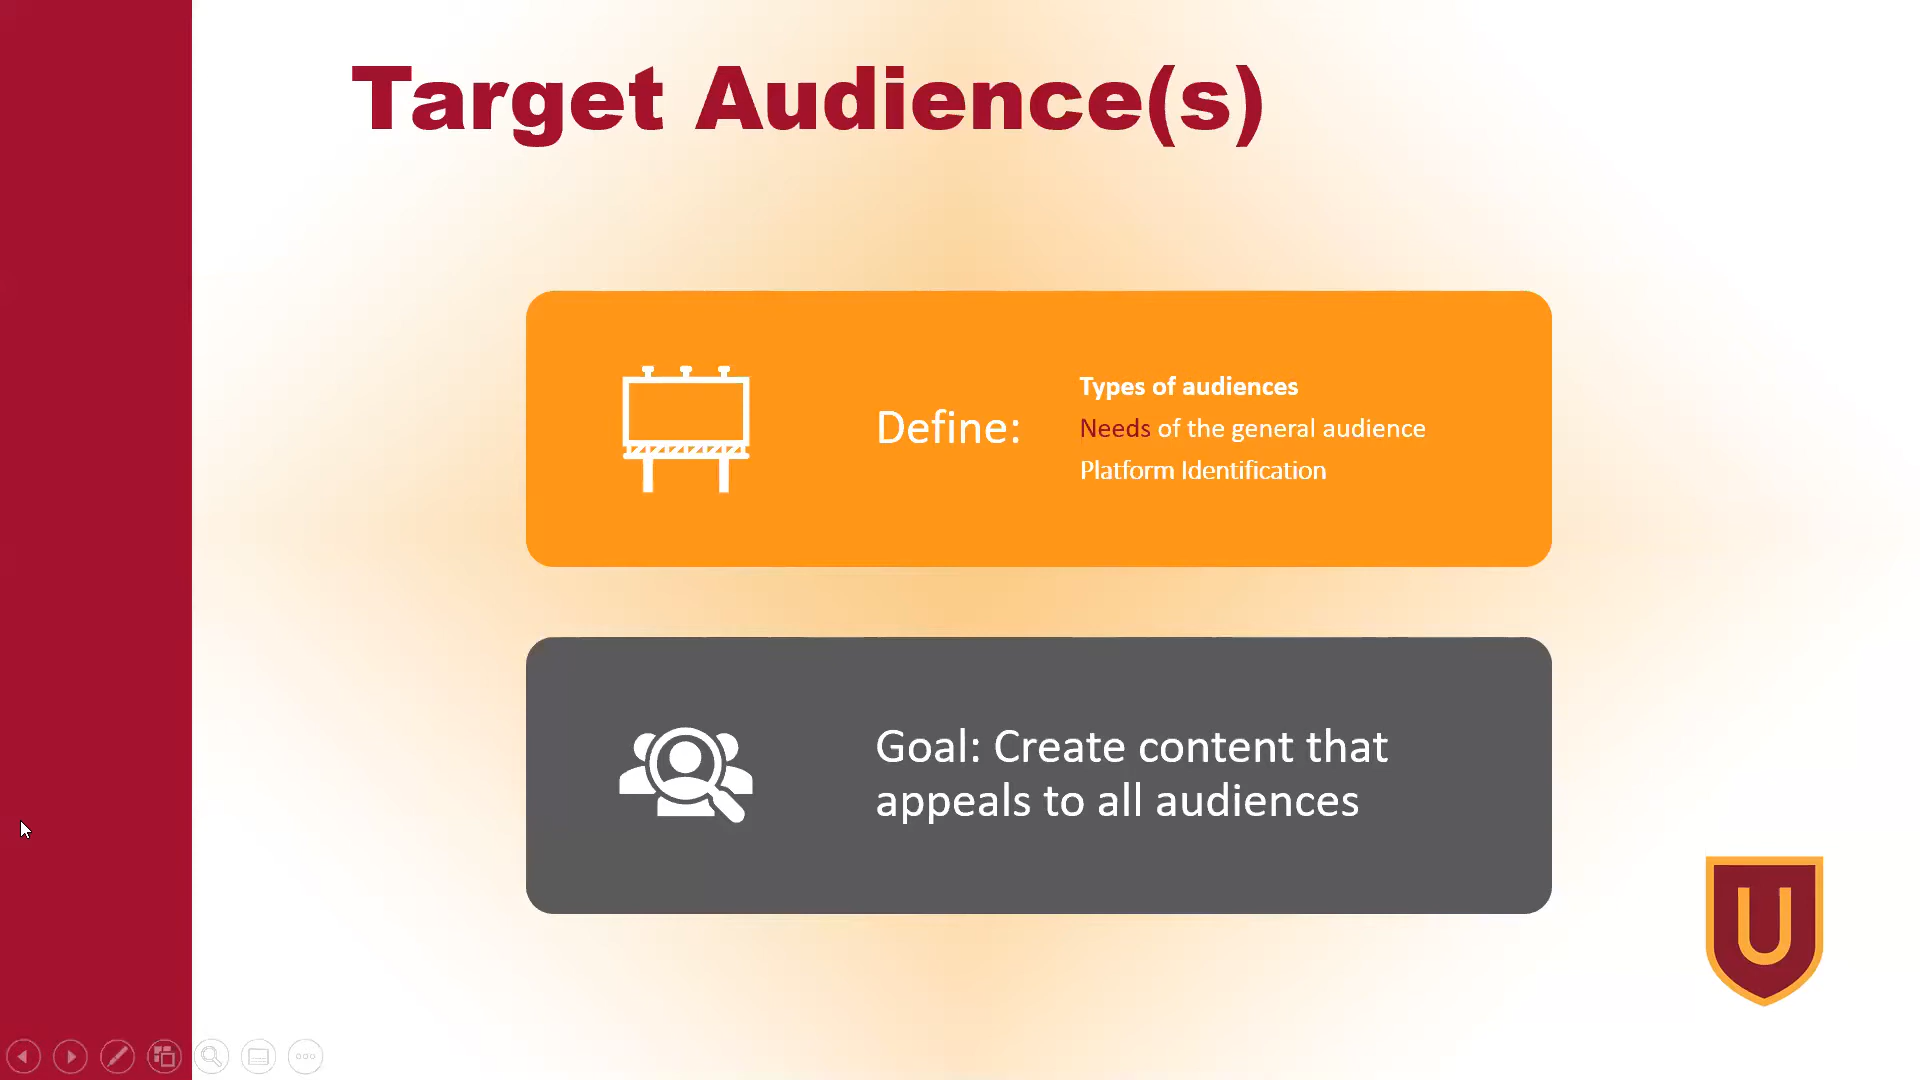 Target Audience(s)
Define:
Types of audiences
Needs of the general audience
Platform Identification
Goal: Create content that
appeals to all audiences
U